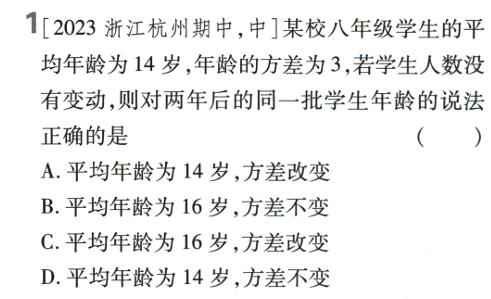 1[2023 浙江杭州期中,中]某校八年级学生的平
均年龄为 14 岁,年龄的方差为 3,若学生人数没
有变动,则对两年后的同一批学生年龄的说法
正确的是 ( )
A. 平均年龄为 14 岁,方差改变
B. 平均年龄为 16 岁,方差不变
C. 平均年龄为 16 岁,方差改变
D. 平均年龄为 14 岁,方差不变